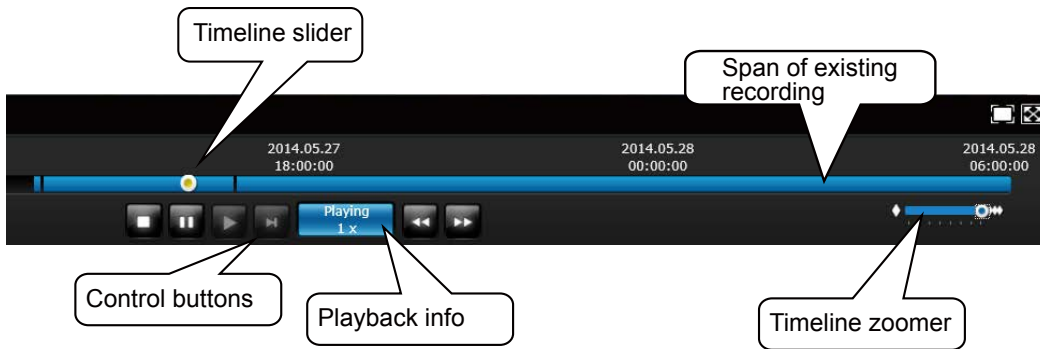 Timeline slider
Span of existing
recording
2014.05.27
18:00:00
2014.05.28
00:00:00
2014.05.28
06:00:00
Playing
1 x
Control buttons
Playback info
Timeline zoomer